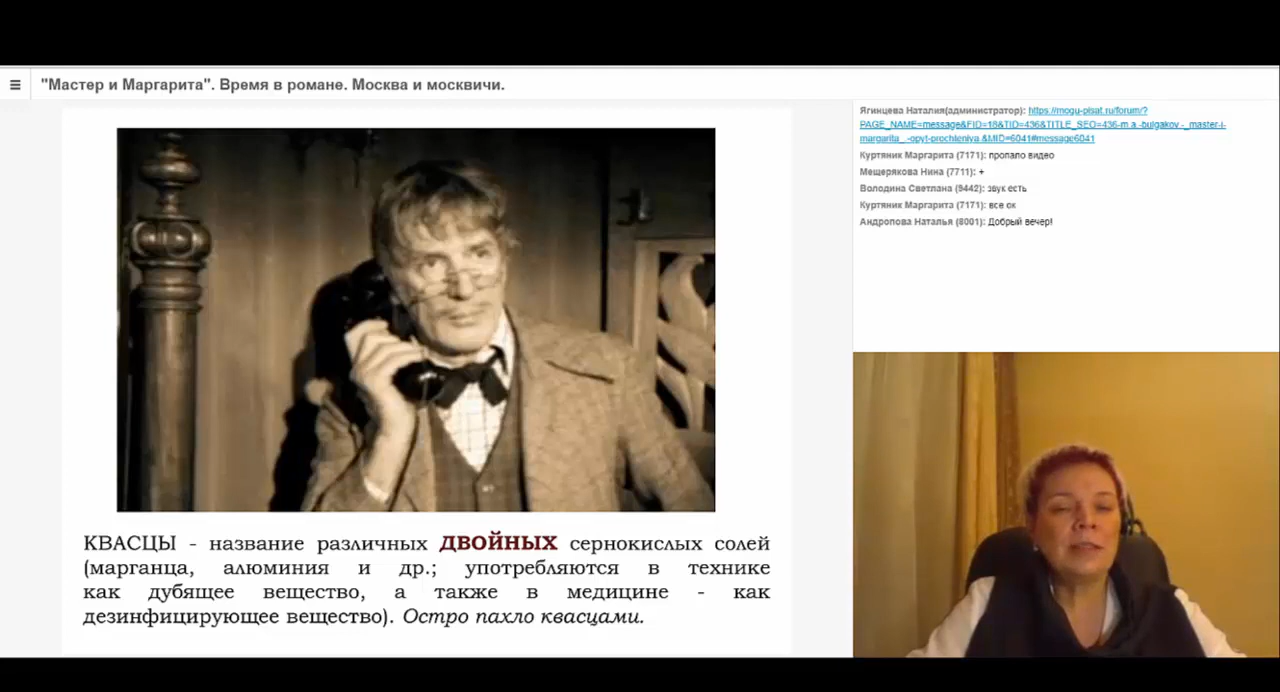 "Мастер и Маргарита". Время в романе. Москва и москвичи.
КВАСЦЫ - название различных ДВОЙНЫХ сернокислых солей
(марганца, алюминия и др.; употребляются в технике
как дубящее вещество, а также в медицине - как
дезинфицирующее вещество). Остро пахло квасцами.
Ягинцева Наталия(администратор): https://mogu-pisat.ru/forum/?
PAGE_NAME=message&FID=18&TID=436&TITLE_SEO=436-m.a.-bulgakov.-_master-i-
margarita_.-opyt-prochteniya.&MID=6041#message6041
Куртяник Маргарита (7171): пропало видео
Мещерякова Нина (7711): +
Володина Светлана (9442): звук есть
Куртяник Маргарита (7171): все ок
Андропова Наталья (8001): Добрый вечер!